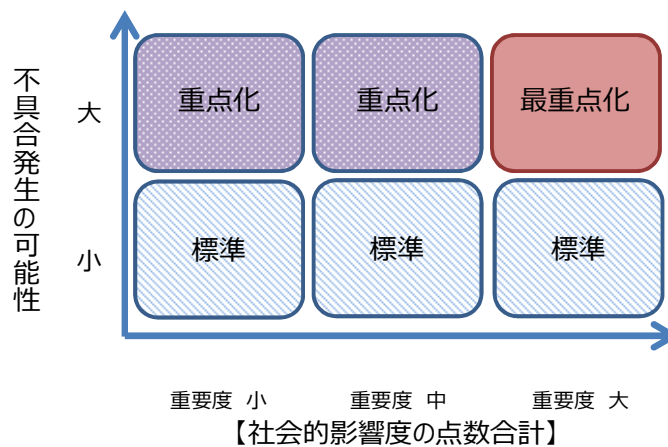 不具合発生の可能性
大
重点化
重点化
最重点化
小
標準
標準
標準
重要度 小
重要度 中
重要度 大
【社会的影響度の点数合計】